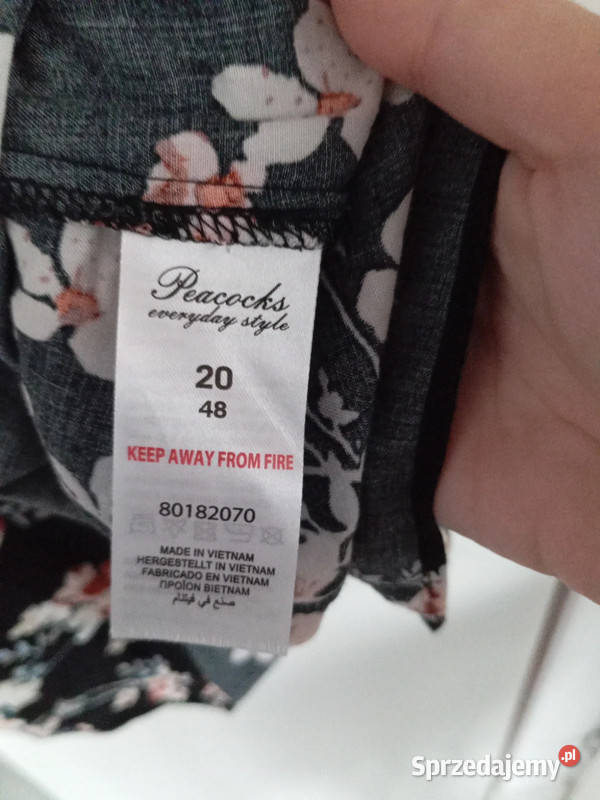 Peacocks
everyday style
20
48
KEEP AWAY FROM FIRE
80182070
MADE IN VIETNAM
HERGESTELLT IN VIETNAM
FABRICADO EN VIETNAM
ΠΡΟΪΟΝ ΒΙΕΤΝΑΜ
صنع في فيتنام
Sprzedajemy.pl